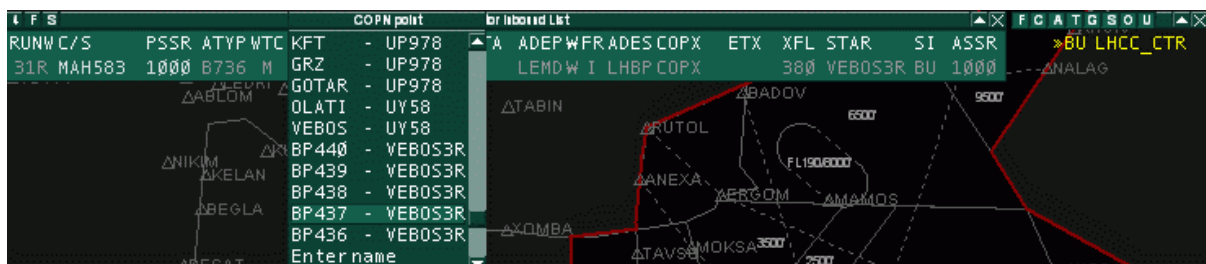 F S COPN point or Inbound List F C A T G S O U
RUNW C/S PSSR ATYP WTC KFT - UP978 TA ADEP W FR ADES COPX ETX XFL STAR SI ASSR »BU LHCC_CTR
31R MAH583 1000 B736 M GRZ - UP978 LEMD W I LHBP COPX 380 VEBOS3R BU 1000 NALAG
GOTAR - UP978
ABLOM BADOV 9500'
OLATI - UY58 TABIN 6500'
VEBOS - UY58 RUTOL
BP440 - VEBOS3R
NIKIM BP439 - VEBOS3R FL190/8000'
KELAN BP438 - VEBOS3R ANEXA
ERGOM MAMOS
BEGLA BP437 - VEBOS3R
BP436 - VEBOS3R XOMBA
MOKSA 3500'
Enter name 2500'